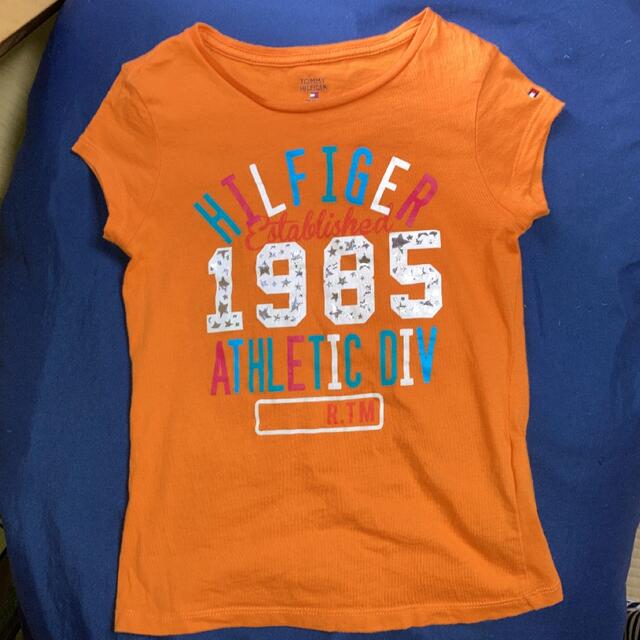 TOMMY
HILFIGER
HILFIGER
Established
1985
ATHLETIC DIV
R.TM